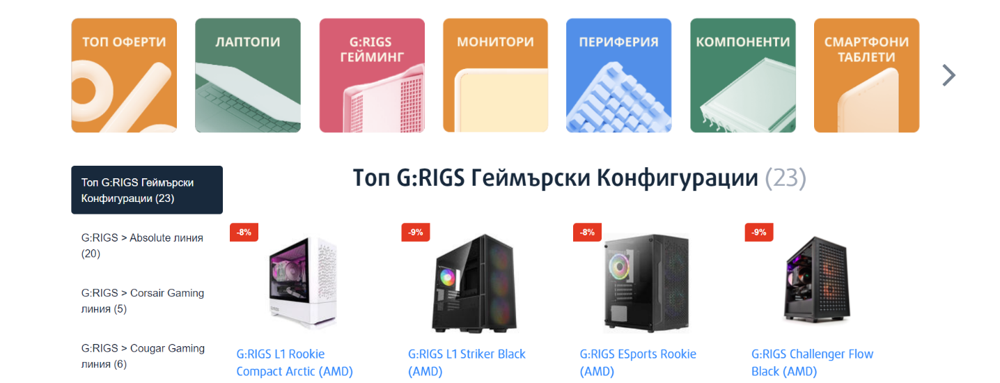 ТОП ОФЕРТИ
ЛАПТОПИ
G:RIGS
ГЕЙМИНГ
МОНИТОРИ
ПЕРИФЕРИЯ
КОМПОНЕНТИ
СМАРТФОНИ
ТАБЛЕТИ
Топ G:RIGS Геймърски
Конфигурации (23)
G:RIGS > Absolute линия
(20)
G:RIGS > Corsair Gaming
линия (5)
G:RIGS > Cougar Gaming
линия (6)
Топ G:RIGS Геймърски Конфигурации (23)
-8%
G:RIGS L1 Rookie
Compact Arctic (AMD)
-9%
G:RIGS L1 Striker Black
(AMD)
-8%
G:RIGS ESports Rookie
(AMD)
-9%
G:RIGS Challenger Flow
Black (AMD)